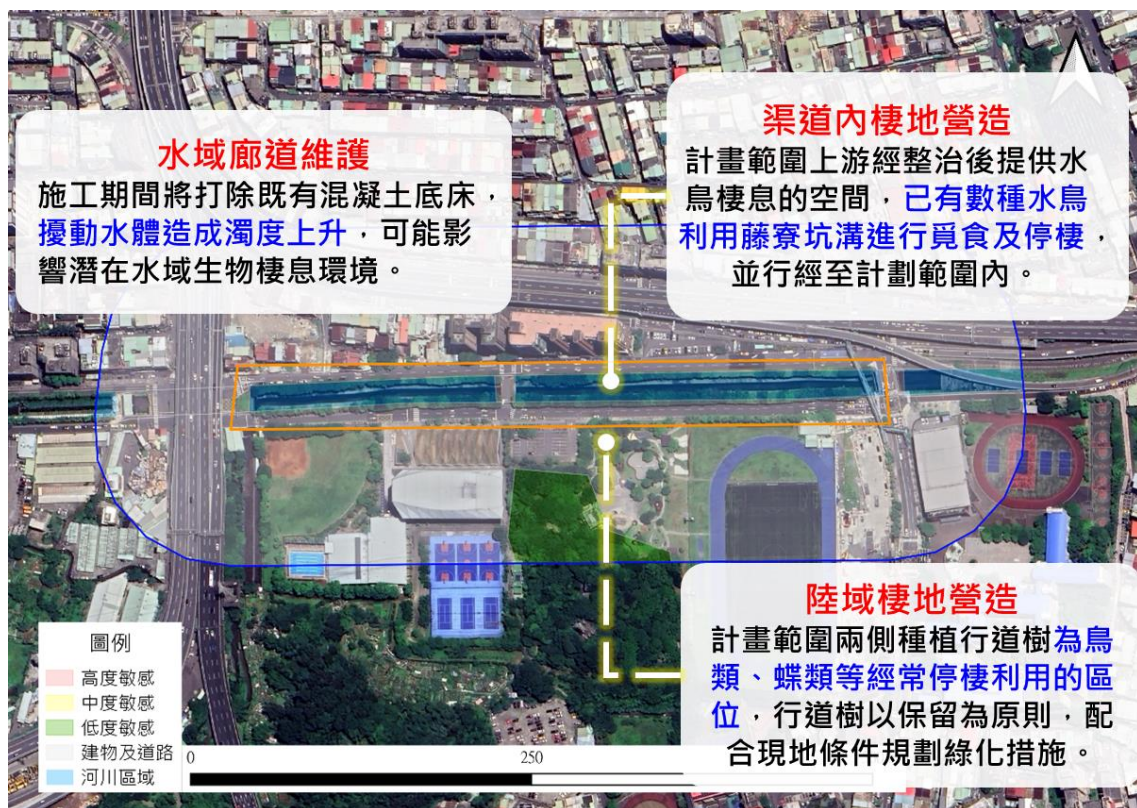 水域廊道維護
施工期間將打除既有混凝土底床，
擾動水體造成濁度上升，可能影
響潛在水域生物棲息環境。
渠道內棲地營造
計畫範圍上游經整治後提供水
鳥棲息的空間，已有數種水鳥
利用藤寮坑溝進行覓食及停棲，
並行經至計劃範圍內。
陸域棲地營造
計畫範圍兩側種植行道樹為鳥
類、蝶類等經常停棲利用的區
位，行道樹以保留為原則，配
合現地條件規劃綠化措施。
圖例
高度敏感
中度敏感
低度敏感
建物及道路
河川區域
0
250